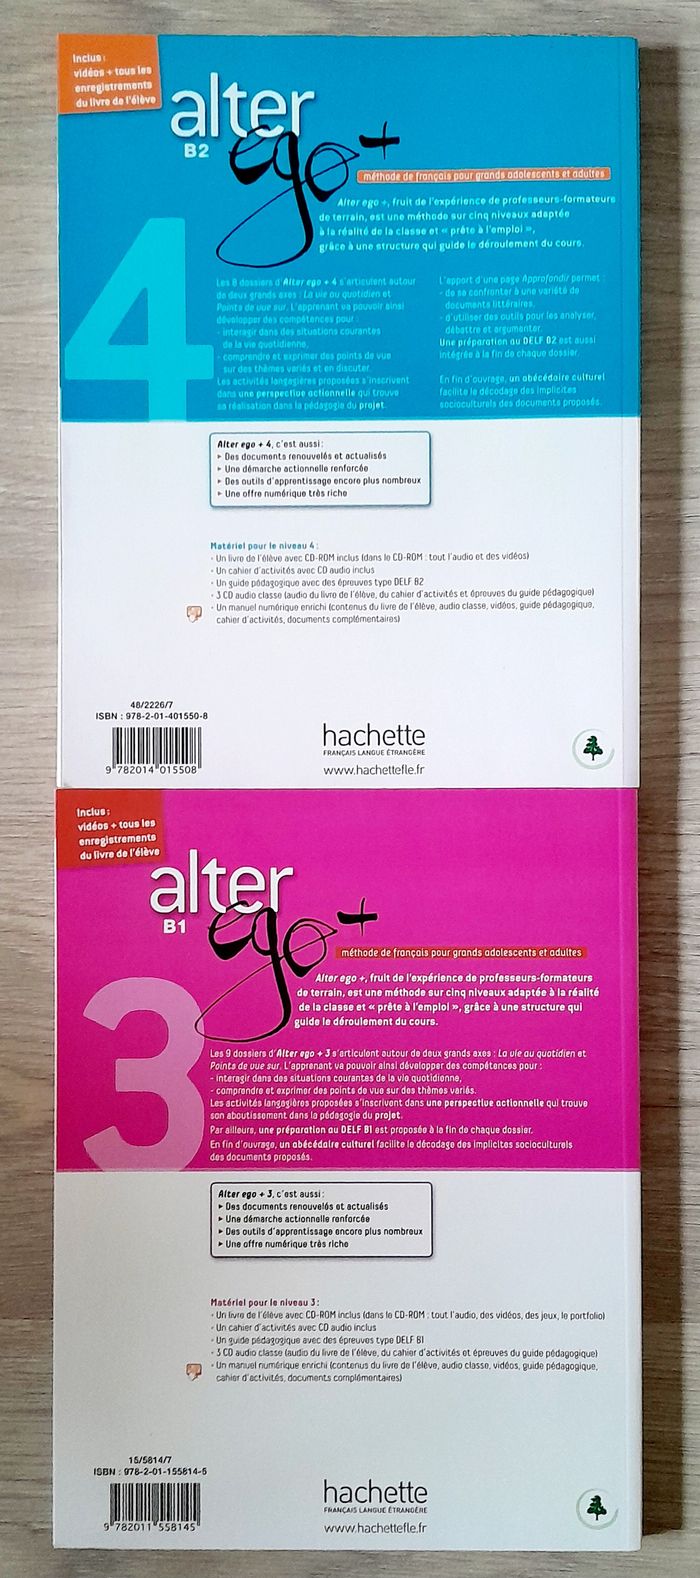 Inclus :
vidéos + tous les
enregistrements
du livre de l'élève
alter
B2
ego +
méthode de français pour grands adolescents et adultes
Alter ego +, fruit de l'expérience de professeurs-formateurs
de terrain, est une méthode sur cinq niveaux adaptée
à la réalité de la classe et « prête à l'emploi »,
grâce à une structure qui guide le déroulement du cours.
4
Les 8 dossiers d'Alter ego + 4 s'articulent autour
de deux grands axes : La vie au quotidien et
Points de vue sur. L'apprenant va pouvoir ainsi
développer des compétences pour :
- interagir dans des situations courantes
de la vie quotidienne,
- comprendre et exprimer des points de vue
sur des thèmes variés et en discuter.
Les activités langagières proposées s'inscrivent
dans une perspective actionnelle qui trouve
sa réalisation dans la pédagogie du projet.
L'apport d'une page Approfondir permet :
- de se confronter à une variété de
documents littéraires,
- d'utiliser des outils pour les analyser,
débattre et argumenter.
Une préparation au DELF B2 est aussi
intégrée à la fin de chaque dossier.
En fin d'ouvrage, un abécédaire culturel
facilite le décodage des implicites
socioculturels des documents proposés.
Alter ego + 4, c'est aussi :
▸ Des documents renouvelés et actualisés
▸ Une démarche actionnelle renforcée
▸ Des outils d'apprentissage encore plus nombreux
▸ Une offre numérique très riche
Matériel pour le niveau 4 :
· Un livre de l'élève avec CD-ROM inclus (dans le CD-ROM : tout l'audio et des vidéos)
· Un cahier d'activités avec CD audio inclus
· Un guide pédagogique avec des épreuves type DELF B2
· 3 CD audio classe (audio du livre de l'élève, du cahier d'activités et épreuves du guide pédagogique)
· Un manuel numérique enrichi (contenus du livre de l'élève, audio classe, vidéos, guide pédagogique,
cahier d'activités, documents complémentaires)
48/2226/7
ISBN : 978-2-01-401550-8
9 782014 015508
hachette
FRANÇAIS LANGUE ÉTRANGÈRE
www.hachettefle.fr
Inclus :
vidéos + tous les
enregistrements
du livre de l'élève
alter
B1
ego +
méthode de français pour grands adolescents et adultes
Alter ego +, fruit de l'expérience de professeurs-formateurs
de terrain, est une méthode sur cinq niveaux adaptée à la réalité
de la classe et « prête à l'emploi », grâce à une structure qui
guide le déroulement du cours.
3
Les 9 dossiers d'Alter ego + 3 s'articulent autour de deux grands axes : La vie au quotidien et
Points de vue sur. L'apprenant va pouvoir ainsi développer des compétences pour :
- interagir dans des situations courantes de la vie quotidienne,
- comprendre et exprimer des points de vue sur des thèmes variés.
Les activités langagières proposées s'inscrivent dans une perspective actionnelle qui trouve
son aboutissement dans la pédagogie du projet.
Par ailleurs, une préparation au DELF B1 est proposée à la fin de chaque dossier.
En fin d'ouvrage, un abécédaire culturel facilite le décodage des implicites socioculturels
des documents proposés.
Alter ego + 3, c'est aussi :
▸ Des documents renouvelés et actualisés
▸ Une démarche actionnelle renforcée
▸ Des outils d'apprentissage encore plus nombreux
▸ Une offre numérique très riche
Matériel pour le niveau 3 :
· Un livre de l'élève avec CD-ROM inclus (dans le CD-ROM : tout l'audio, des vidéos, des jeux, le portfolio)
· Un cahier d'activités avec CD audio inclus
· Un guide pédagogique avec des épreuves type DELF B1
· 3 CD audio classe (audio du livre de l'élève, du cahier d'activités et épreuves du guide pédagogique)
· Un manuel numérique enrichi (contenus du livre de l'élève, audio classe, vidéos, guide pédagogique,
cahier d'activités, documents complémentaires)
15/5814/7
ISBN : 978-2-01-155814-5
9 782011 558145
hachette
FRANÇAIS LANGUE ÉTRANGÈRE
www.hachettefle.fr